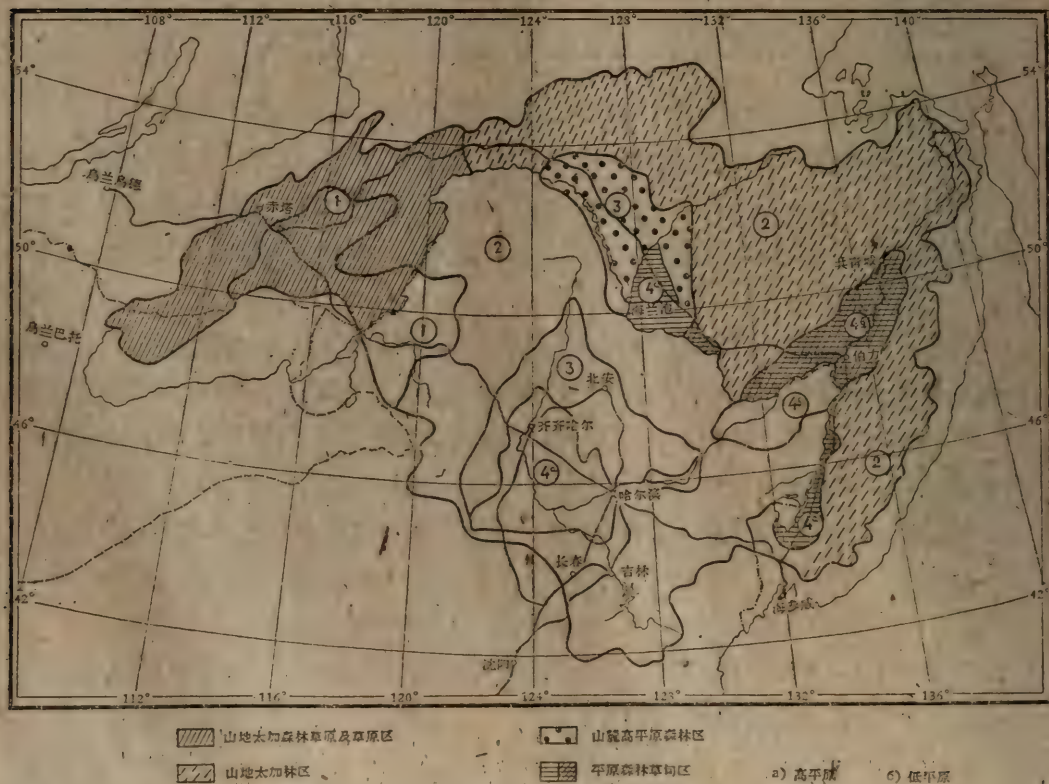 108° 112° 116° 120° 124° 128° 132° 136° 140°
54° 54°
乌兰乌德
① 赤塔
③
②
②
50° 50°
4ª
海兰泡
乌兰巴托
①
4ª
伯力
③
北安
④
46° 46°
齐齐哈尔
②
哈尔滨
长春
吉林
42° 42°
海参崴
沈阳
112° 116° 120° 124° 128° 132° 136°
山地太加森林草原及草原区
山麓高平原森林区
山地太加林区
平原森林草甸区
а) 高平原
б) 低平原